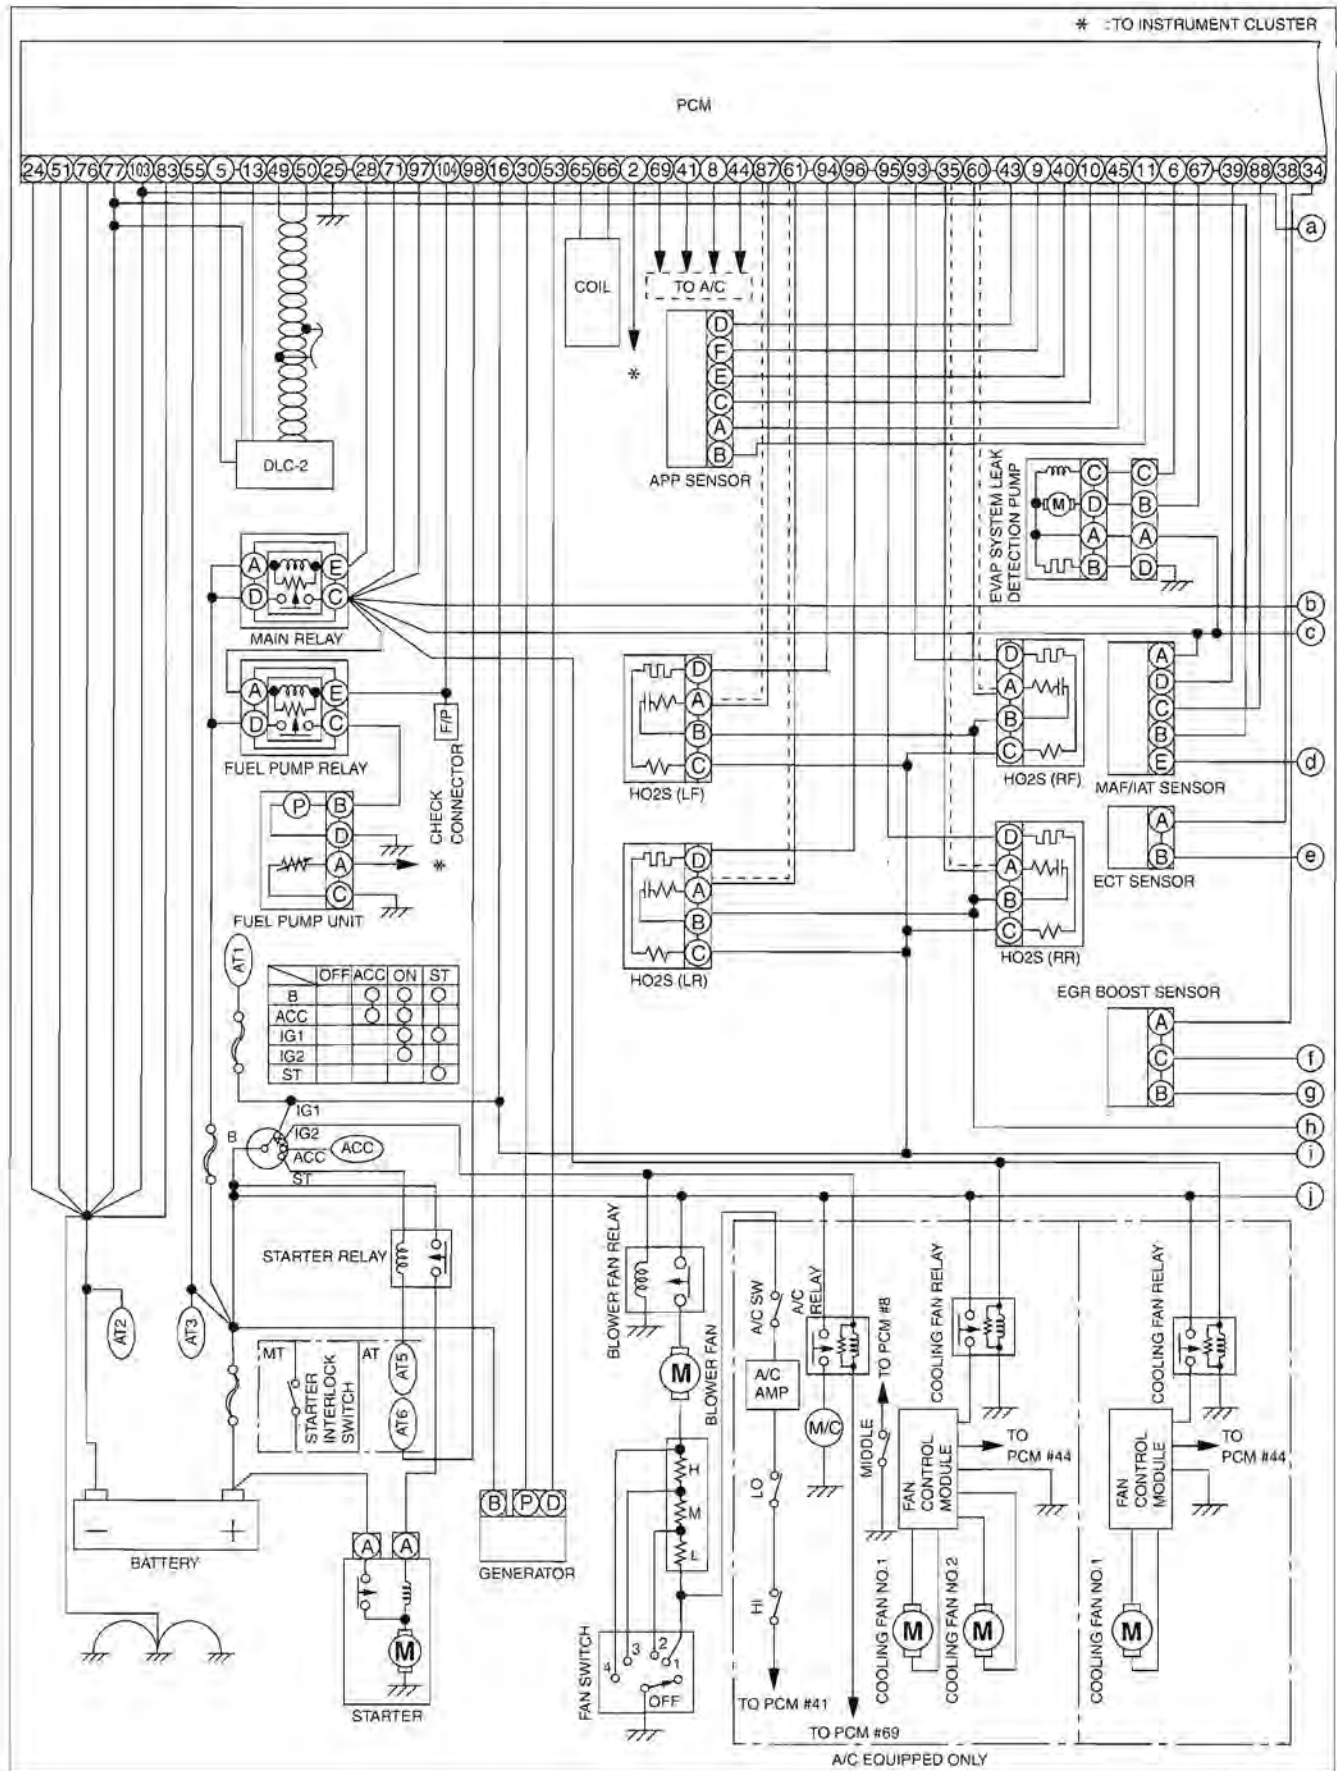 * : TO INSTRUMENT CLUSTER
PCM
24 51 76 77 103 83 55 5 13 49 50 25 28 71 97 104 98 16 30 53 65 66 2 69 41 8 44 87 61 94 96 95 93 35 60 43 9 40 10 45 11 6 67 39 88 38 34
a
COIL
TO A/C
*
D
F
E
C
A
B
APP SENSOR
DLC-2
EVAP SYSTEM LEAK
DETECTION PUMP
M
C C
D B
A A
B D
A E
D C
MAIN RELAY
b
c
A E
D C
FUEL PUMP RELAY
F/P
CHECK
CONNECTOR
P
B
D
A
C
*
FUEL PUMP UNIT
D
A
B
C
HO2S (LF)
D
A
B
C
HO2S (RF)
A
D
C
B
E
MAF/IAT SENSOR
d
D
A
B
C
HO2S (LR)
D
A
B
C
HO2S (RR)
A
B
ECT SENSOR
e
EGR BOOST SENSOR
A
C
B
f
g
h
i
j
AT1
OFF ACC ON ST
B
ACC
IG1
IG2
ST
IG1
IG2
B
ACC
ACC
ST
STARTER RELAY
AT2
AT3
MT
AT
STARTER
INTERLOCK
SWITCH
AT5
AT6
BATTERY
A A
M
STARTER
B P D
GENERATOR
BLOWER FAN RELAY
M
BLOWER FAN
H
M
L
FAN SWITCH
4
3
2
1
OFF
A/C SW
A/C
AMP
LO
HI
TO PCM #41
A/C
RELAY
M/C
TO PCM #69
TO PCM #8
MIDDLE
COOLING FAN RELAY
FAN
CONTROL
MODULE
TO
PCM #44
COOLING FAN NO.1
M
COOLING FAN NO.2
M
COOLING FAN RELAY
FAN
CONTROL
MODULE
TO
PCM #44
COOLING FAN NO.1
M
A/C EQUIPPED ONLY